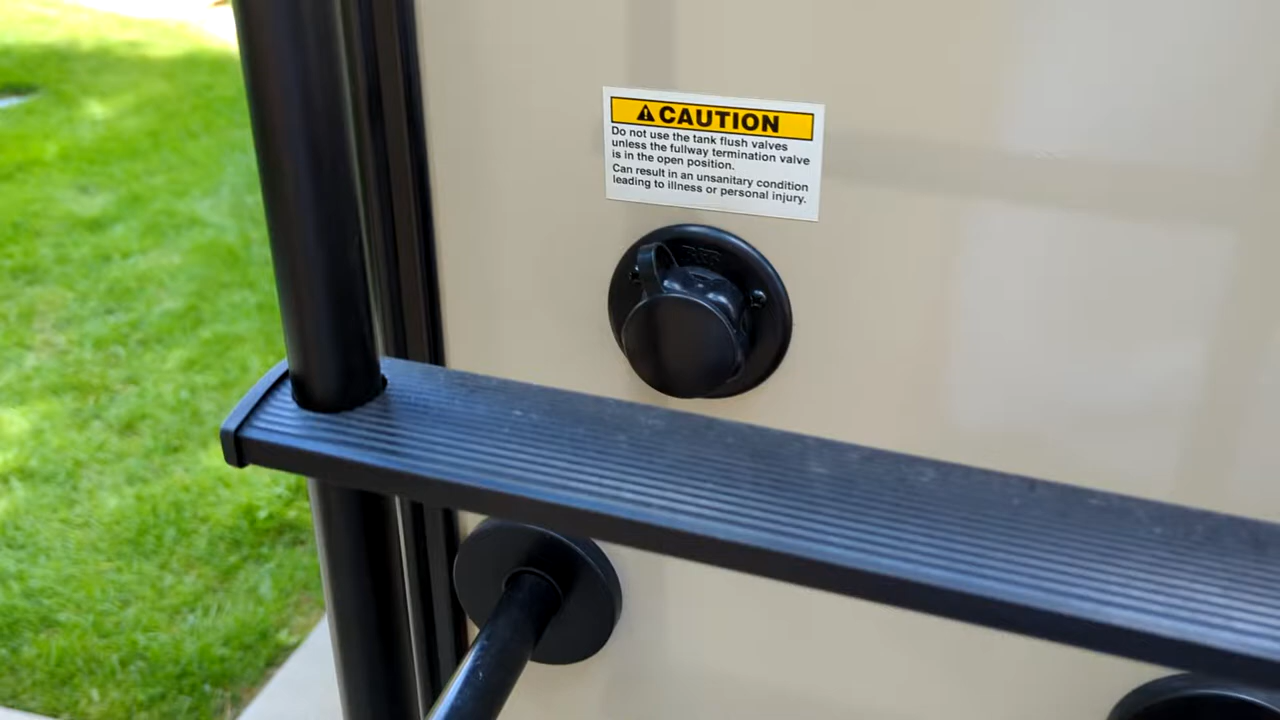 CAUTION
Do not use the tank flush valves
unless the fullway termination valve
is in the open position.
Can result in an unsanitary condition
leading to illness or personal injury.